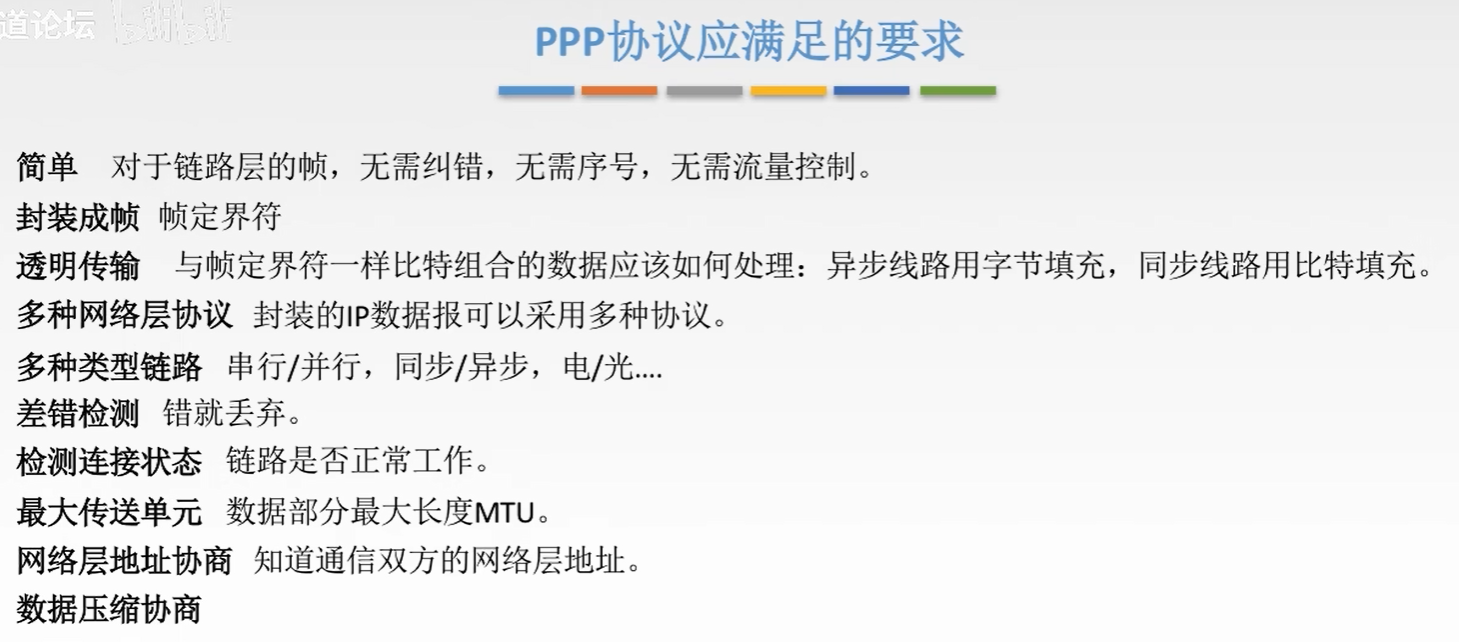 道论坛 bilibili
PPP协议应满足的要求
简单 对于链路层的帧，无需纠错，无需序号，无需流量控制。
封装成帧 帧定界符
透明传输 与帧定界符一样比特组合的数据应该如何处理：异步线路用字节填充，同步线路用比特填充。
多种网络层协议 封装的IP数据报可以采用多种协议。
多种类型链路 串行/并行，同步/异步，电/光....
差错检测 错就丢弃。
检测连接状态 链路是否正常工作。
最大传送单元 数据部分最大长度MTU。
网络层地址协商 知道通信双方的网络层地址。
数据压缩协商